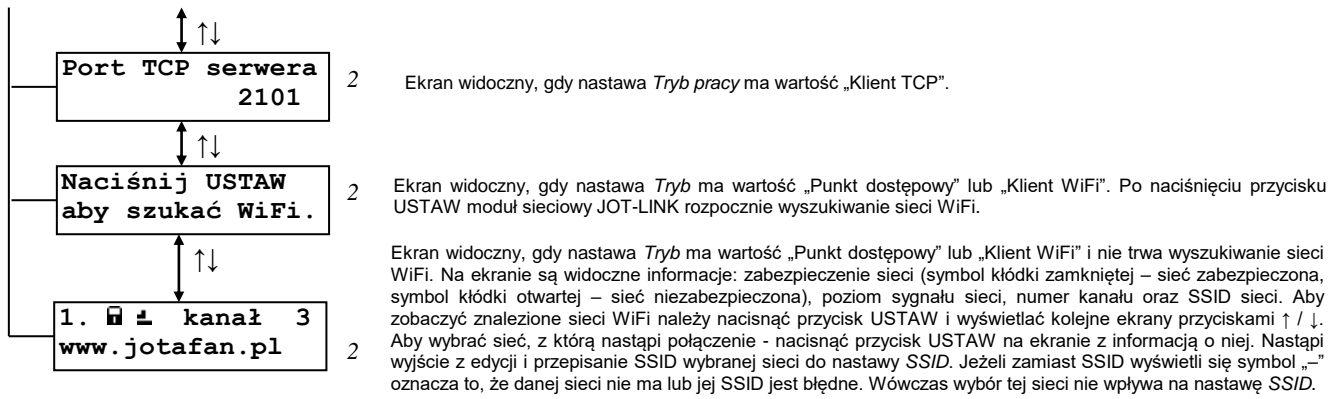 ↑↓
Port TCP serwera
2101
2
Ekran widoczny, gdy nastawa Tryb pracy ma wartość „Klient TCP”.
↑↓
Naciśnij USTAW
aby szukać WiFi.
2
Ekran widoczny, gdy nastawa Tryb ma wartość „Punkt dostępowy” lub „Klient WiFi”. Po naciśnięciu przycisku
USTAW moduł sieciowy JOT-LINK rozpocznie wyszukiwanie sieci WiFi.
↑↓
1. kanał 3
www.jotafan.pl
2
Ekran widoczny, gdy nastawa Tryb ma wartość „Punkt dostępowy” lub „Klient WiFi” i nie trwa wyszukiwanie sieci
WiFi. Na ekranie są widoczne informacje: zabezpieczenie sieci (symbol kłódki zamkniętej – sieć zabezpieczona,
symbol kłódki otwartej – sieć niezabezpieczona), poziom sygnału sieci, numer kanału oraz SSID sieci. Aby
zobaczyć znalezione sieci WiFi należy nacisnąć przycisk USTAW i wyświetlać kolejne ekrany przyciskami ↑ / ↓.
Aby wybrać sieć, z którą nastąpi połączenie - nacisnąć przycisk USTAW na ekranie z informacją o niej. Nastąpi
wyjście z edycji i przepisanie SSID wybranej sieci do nastawy SSID. Jeżeli zamiast SSID wyświetli się symbol „–”
oznacza to, że danej sieci nie ma lub jej SSID jest błędne. Wówczas wybór tej sieci nie wpływa na nastawę SSID.